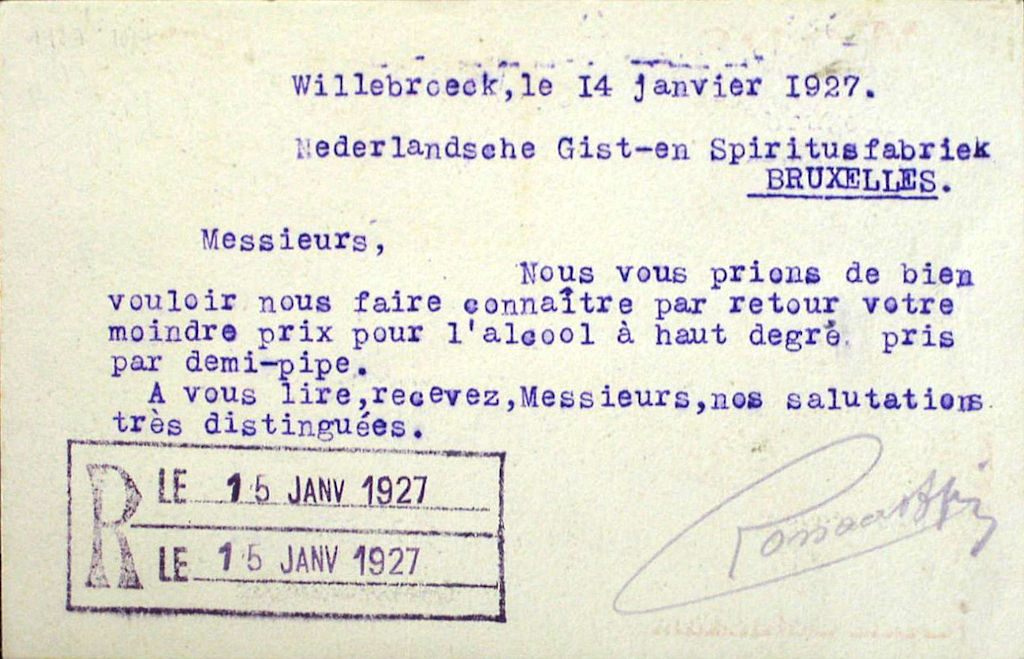 Willebroeck,le 14 janvier 1927.
Nederlandsche Gist-en Spiritusfabriek
BRUXELLES.
Messieurs,
Nous vous prions de bien
vouloir nous faire connaître par retour votre
moindre prix pour l'alcool à haut degré pris
par demi-pipe.
A vous lire,recevez,Messieurs,nos salutations
très distinguées.
R LE 15 JANV 1927
LE 15 JANV 1927